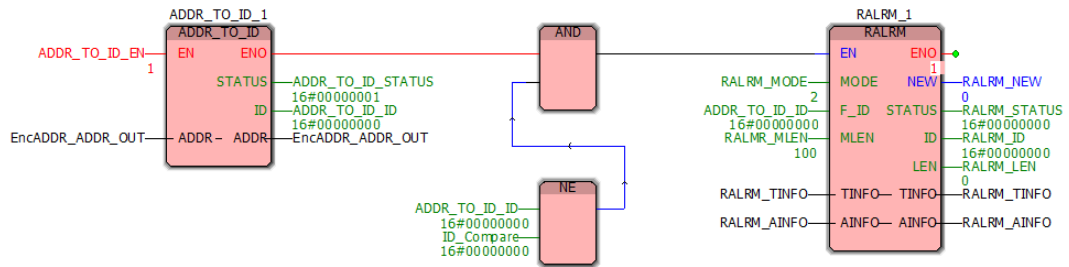 ADDR_TO_ID_1
ADDR_TO_ID
ADDR_TO_ID_EN EN ENO
1
STATUS ADDR_TO_ID_STATUS
16#00000001
ID ADDR_TO_ID_ID
16#00000000
EncADDR_ADDR_OUT ADDR ADDR EncADDR_ADDR_OUT
AND
NE
ADDR_TO_ID_ID
16#00000000
ID_Compare
16#00000000
RALRM_1
RALRM
EN ENO
1
RALRM_MODE MODE NEW RALRM_NEW
2 0
ADDR_TO_ID_ID F_ID STATUS RALRM_STATUS
16#00000000 16#00000000
RALMR_MLEN MLEN ID RALRM_ID
100 16#00000000
LEN RALRM_LEN
0
RALRM_TINFO TINFO TINFO RALRM_TINFO
RALRM_AINFO AINFO AINFO RALRM_AINFO